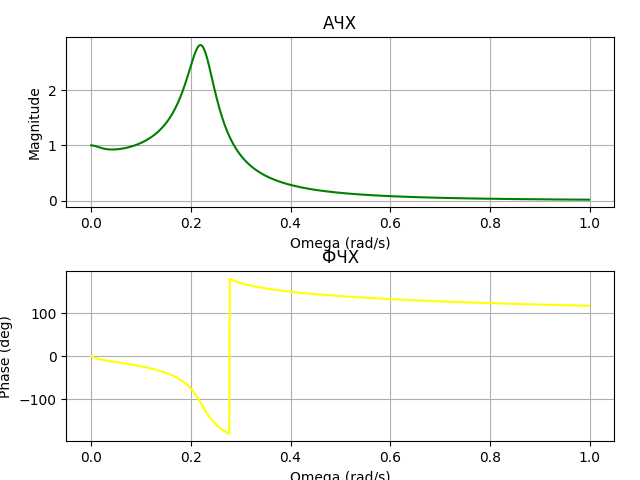 АЧХ
Magnitude
2
1
0
0.0 0.2 0.4 0.6 0.8 1.0
Omega (rad/s)
ФЧХ
Phase (deg)
100
0
−100
0.0 0.2 0.4 0.6 0.8 1.0
Omega (rad/s)